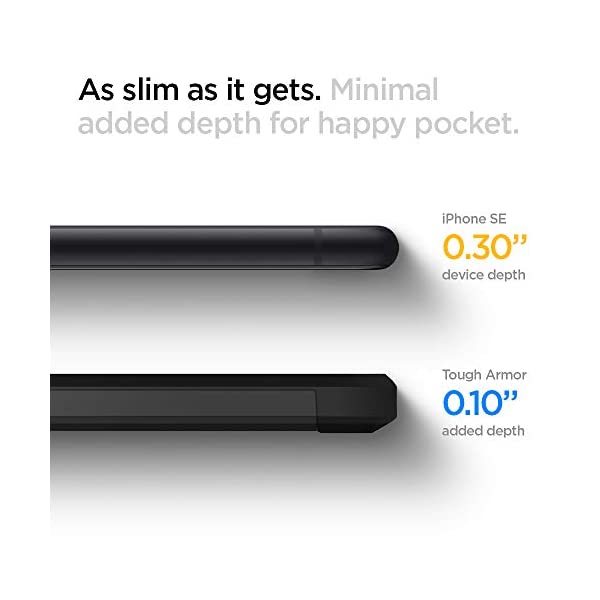 As slim as it gets. Minimal
added depth for happy pocket.
iPhone SE
0.30”
device depth
Tough Armor
0.10”
added depth